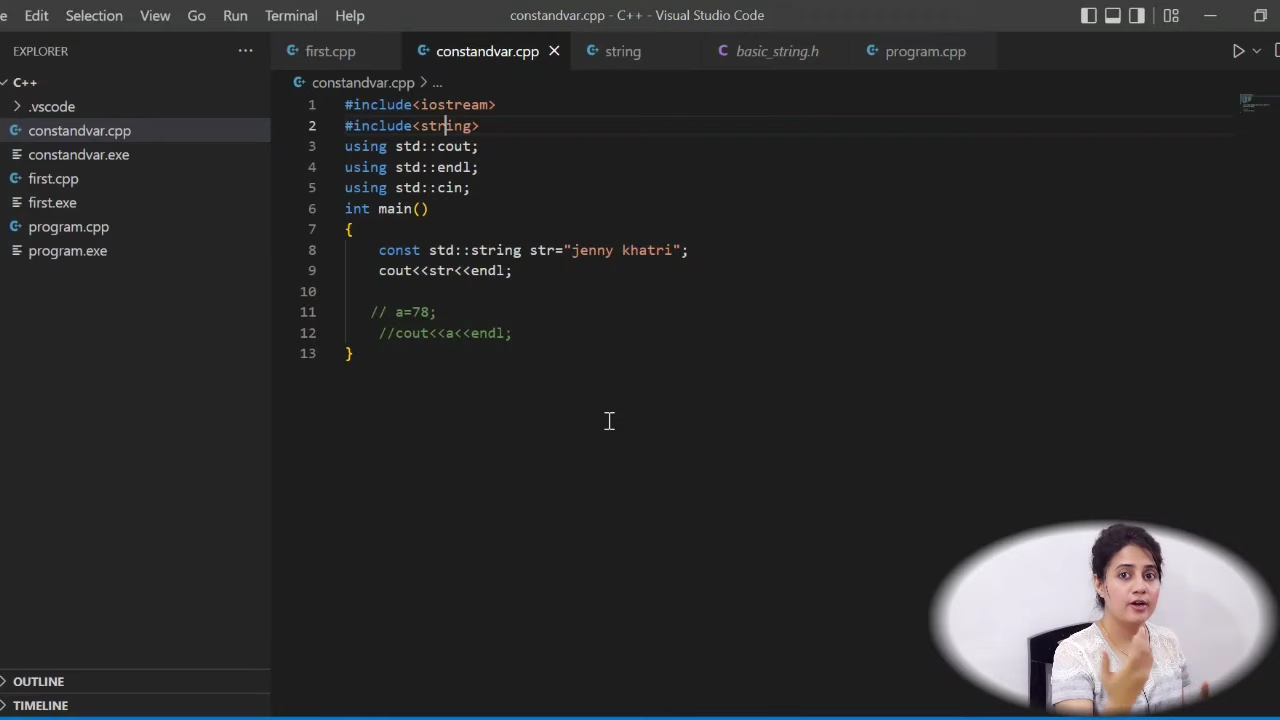 e Edit Selection View Go Run Terminal Help constandvar.cpp - C++ - Visual Studio Code
EXPLORER ... first.cpp constandvar.cpp string basic_string.h program.cpp
C++ constandvar.cpp > ...
.vscode
constandvar.cpp
constandvar.exe
first.cpp
first.exe
program.cpp
program.exe
1 #include<iostream>
2 #include<string>
3 using std::cout;
4 using std::endl;
5 using std::cin;
6 int main()
7 {
8 const std::string str="jenny khatri";
9 cout<<str<<endl;
10
11 // a=78;
12 //cout<<a<<endl;
13 }
OUTLINE
TIMELINE